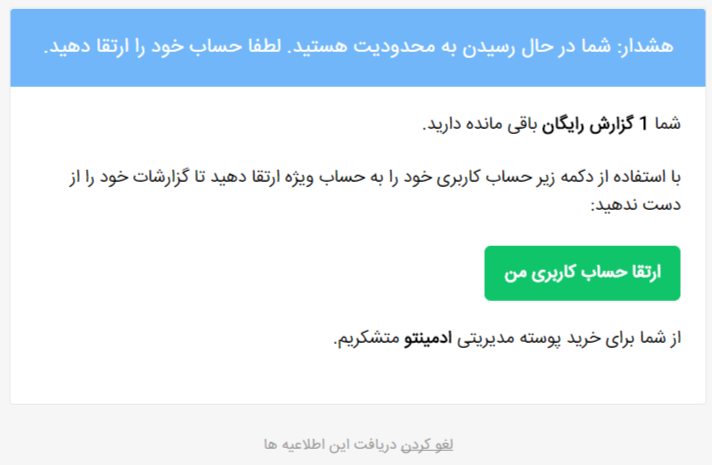 هشدار: شما در حال رسیدن به محدودیت هستید. لطفا حساب خود را ارتقا دهید.
شما 1 گزارش رایگان باقی مانده دارید.
با استفاده از دکمه زیر حساب کاربری خود را به حساب ویژه ارتقا دهید تا گزارشات خود را از
دست ندهید:
ارتقا حساب کاربری من
از شما برای خرید پوسته مدیریتی ادمینتو متشکریم.
لغو کردن دریافت این اطلاعیه ها